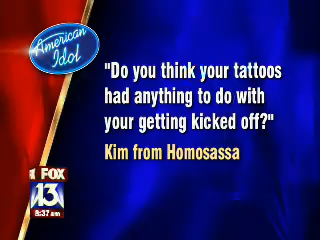 American
Idol
"Do you think your tattoos
had anything to do with
your getting kicked off?"
Kim from Homosassa
FOX
13
8:37 am